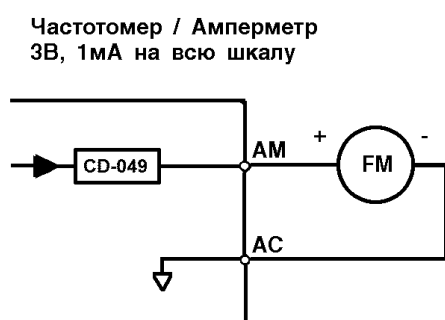 Частотомер / Амперметр
3В, 1мА на всю шкалу
AM
+
-
CD-049
FM
AC